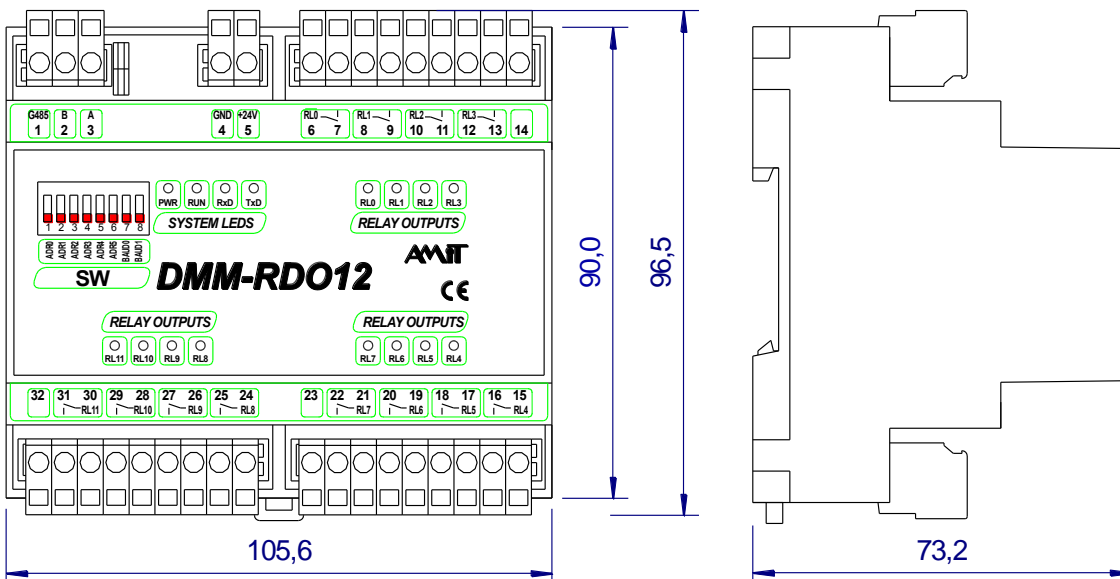 G485 B A GND +24V RL0 RL1 RL2 RL3
1 2 3 4 5 6 7 8 9 10 11 12 13 14
PWR RUN RxD TxD
SYSTEM LEDS
RL0 RL1 RL2 RL3
RELAY OUTPUTS
1 2 3 4 5 6 7 8
ADR0 ADR1 ADR2 ADR3 ADR4 ADR5 BAUD0 BAUD1
SW
DMM-RDO12
AMiT
CE
RELAY OUTPUTS
RL11 RL10 RL9 RL8
RELAY OUTPUTS
RL7 RL6 RL5 RL4
32 31 30 29 28 27 26 25 24 23 22 21 20 19 18 17 16 15
RL11 RL10 RL9 RL8 RL7 RL6 RL5 RL4
90,0
96,5
105,6
73,2